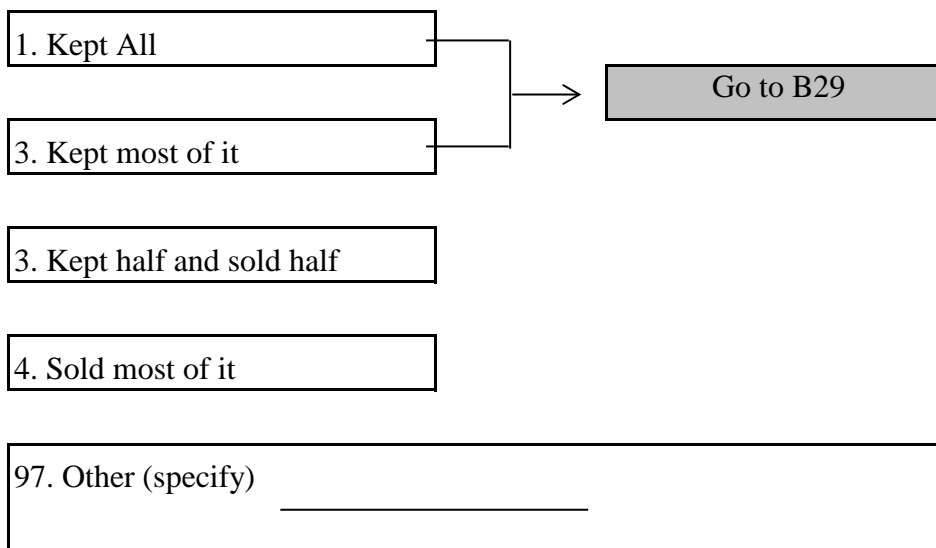 1. Kept All
Go to B29
3. Kept most of it
3. Kept half and sold half
4. Sold most of it
97. Other (specify)